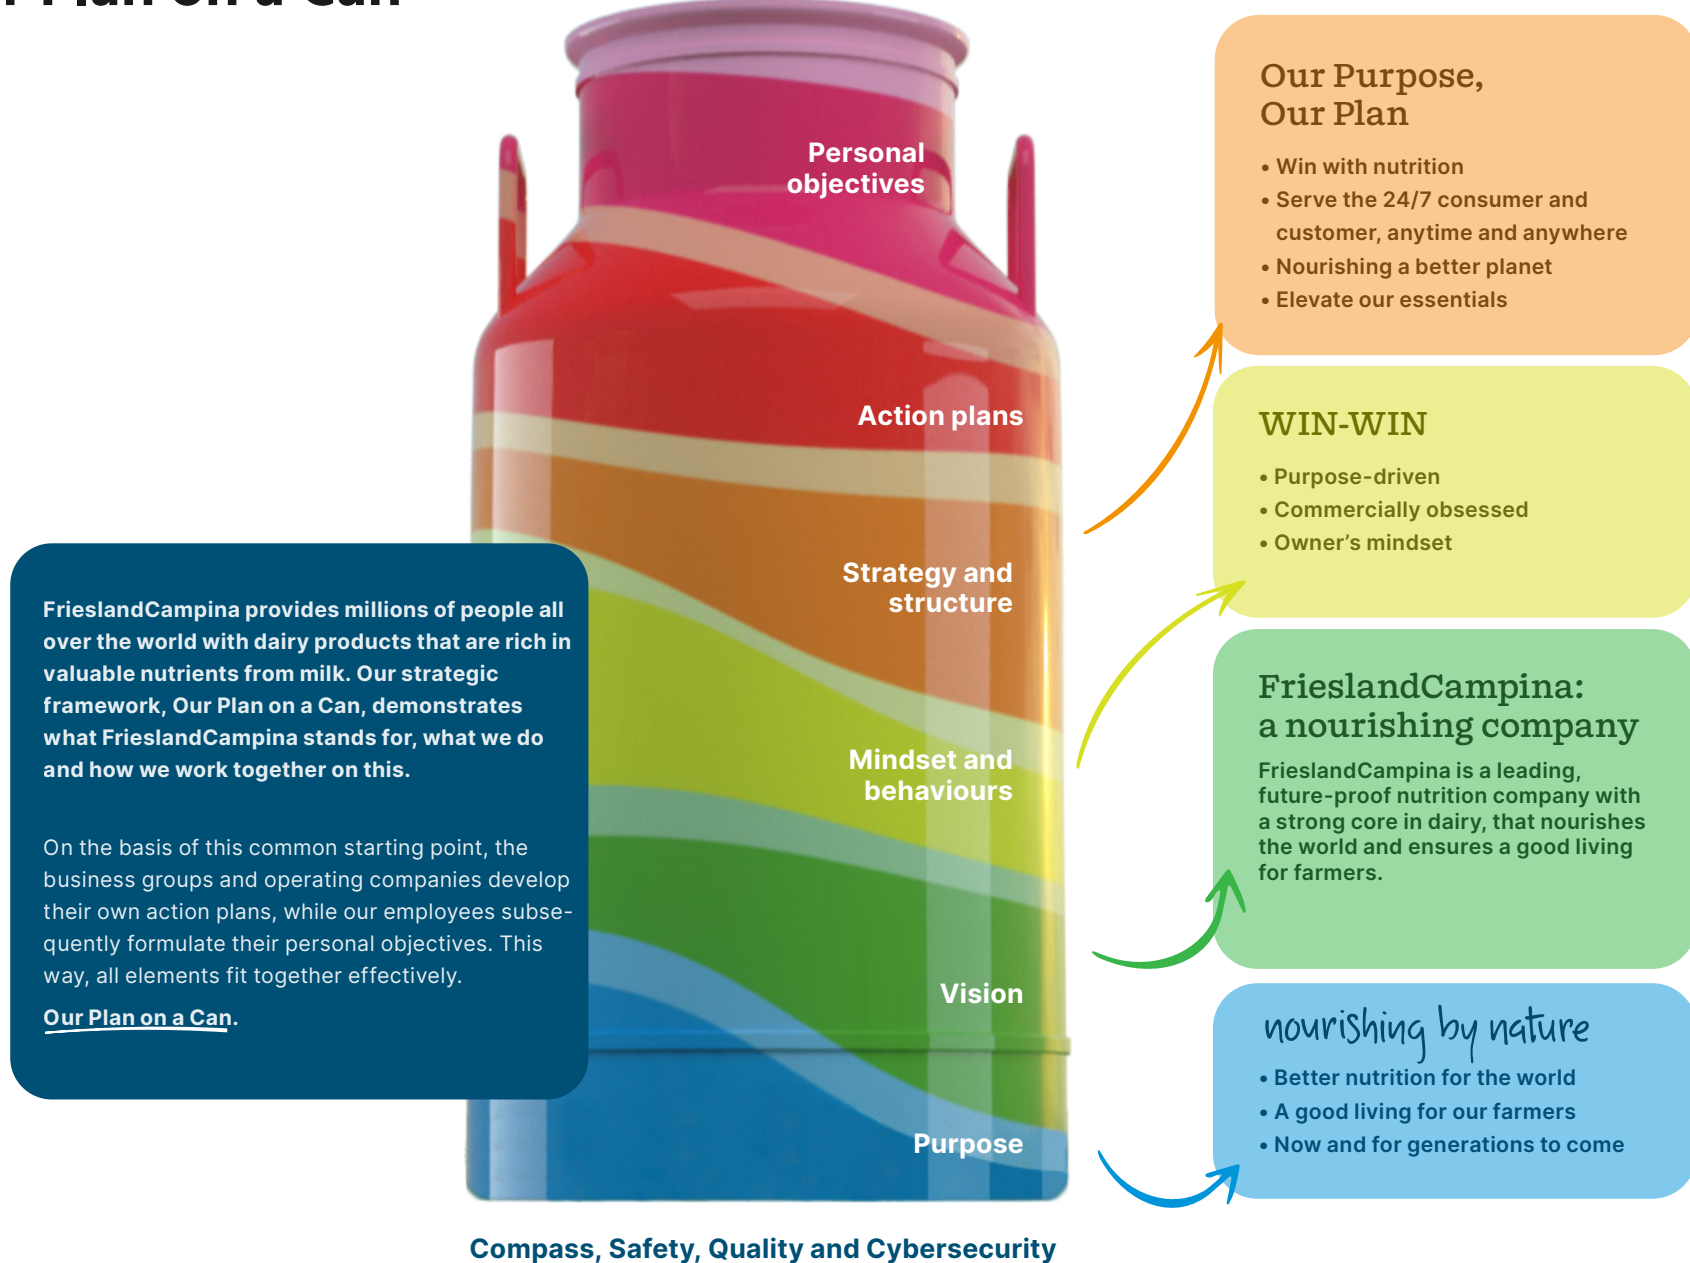 Plan on a Can
Personal
objectives
Action plans
Strategy and
structure
Mindset and
behaviours
Vision
Purpose
FrieslandCampina provides millions of people all
over the world with dairy products that are rich in
valuable nutrients from milk. Our strategic
framework, Our Plan on a Can, demonstrates
what FrieslandCampina stands for, what we do
and how we work together on this.
On the basis of this common starting point, the
business groups and operating companies develop
their own action plans, while our employees subse-
quently formulate their personal objectives. This
way, all elements fit together effectively.
Our Plan on a Can.
Our Purpose,
Our Plan
• Win with nutrition
• Serve the 24/7 consumer and
customer, anytime and anywhere
• Nourishing a better planet
• Elevate our essentials
WIN-WIN
• Purpose-driven
• Commercially obsessed
• Owner’s mindset
FrieslandCampina:
a nourishing company
FrieslandCampina is a leading,
future-proof nutrition company with
a strong core in dairy, that nourishes
the world and ensures a good living
for farmers.
nourishing by nature
• Better nutrition for the world
• A good living for our farmers
• Now and for generations to come
Compass, Safety, Quality and Cybersecurity